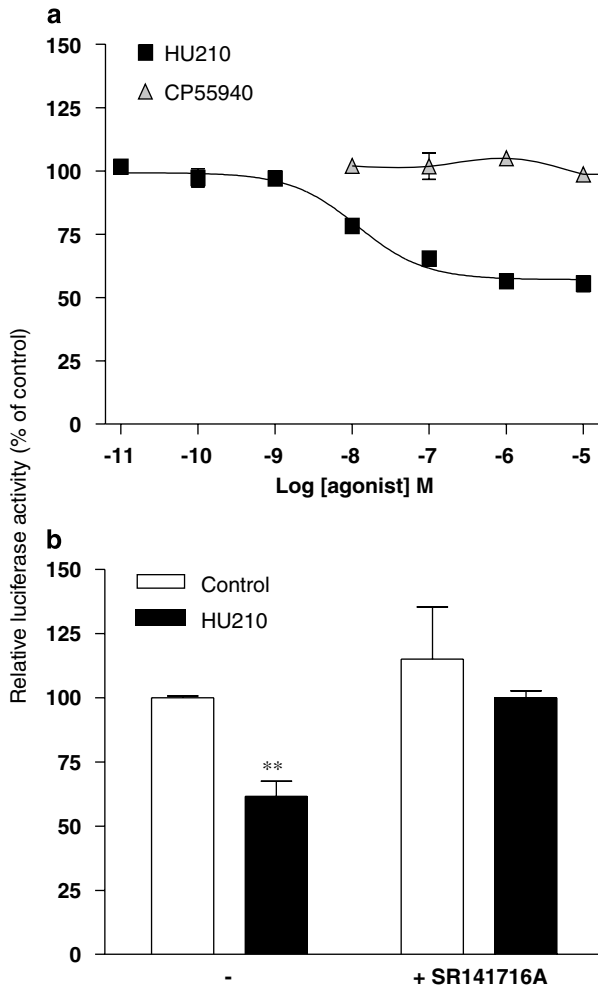 a
150
HU210
125
CP55940
100
75
50
25
0
-11 -10 -9 -8 -7 -6 -5
Log [agonist] M
Relative luciferase activity (% of control)
b
150
Control
125
HU210
100
75
**
50
25
0
- + SR141716A